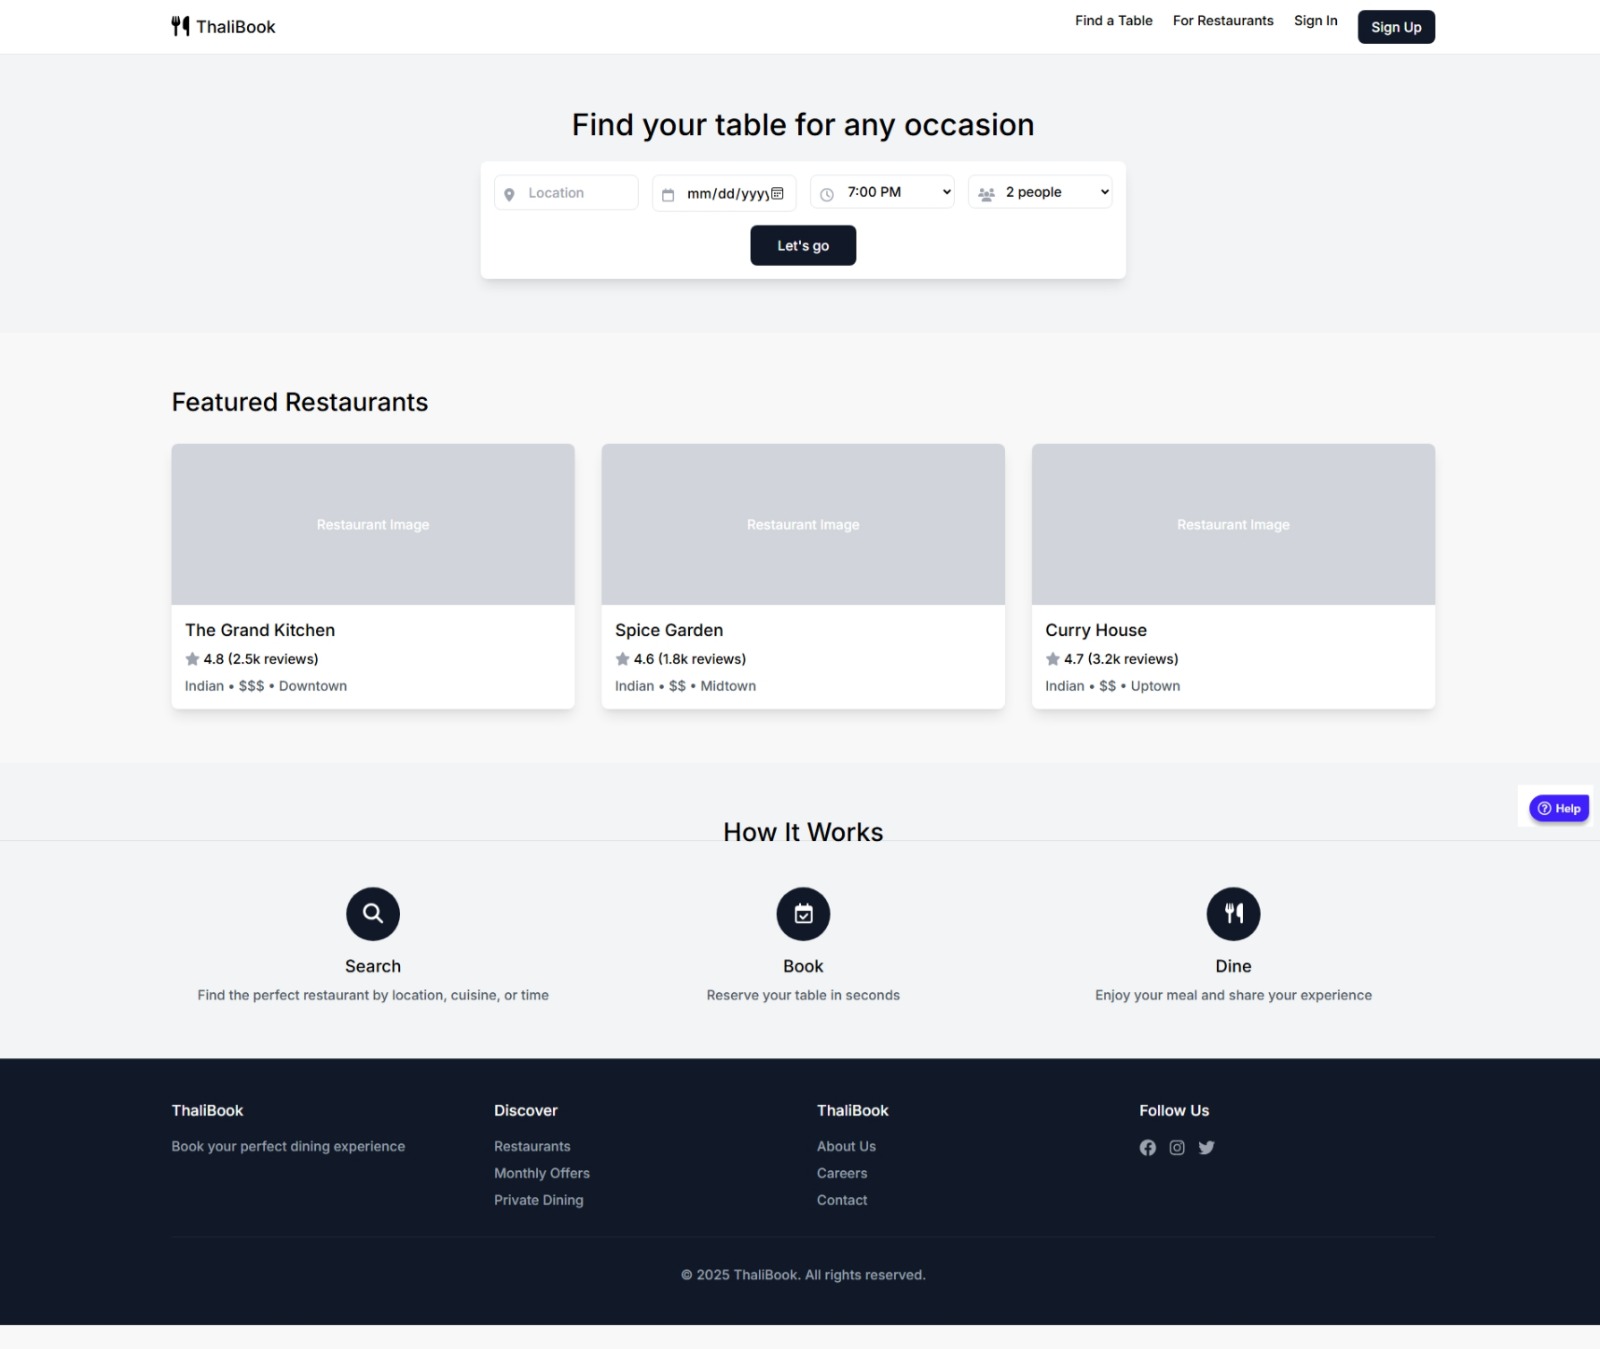 ThaliBook
Find a Table
For Restaurants
Sign In
Sign Up
Find your table for any occasion
Location
mm/dd/yyyy
7:00 PM
2 people
Let's go
Featured Restaurants
Restaurant Image
Restaurant Image
Restaurant Image
The Grand Kitchen
4.8 (2.5k reviews)
Indian • $$$ • Downtown
Spice Garden
4.6 (1.8k reviews)
Indian • $$ • Midtown
Curry House
4.7 (3.2k reviews)
Indian • $$ • Uptown
Help
How It Works
Search
Find the perfect restaurant by location, cuisine, or time
Book
Reserve your table in seconds
Dine
Enjoy your meal and share your experience
ThaliBook
Book your perfect dining experience
Discover
Restaurants
Monthly Offers
Private Dining
ThaliBook
About Us
Careers
Contact
Follow Us
© 2025 ThaliBook. All rights reserved.